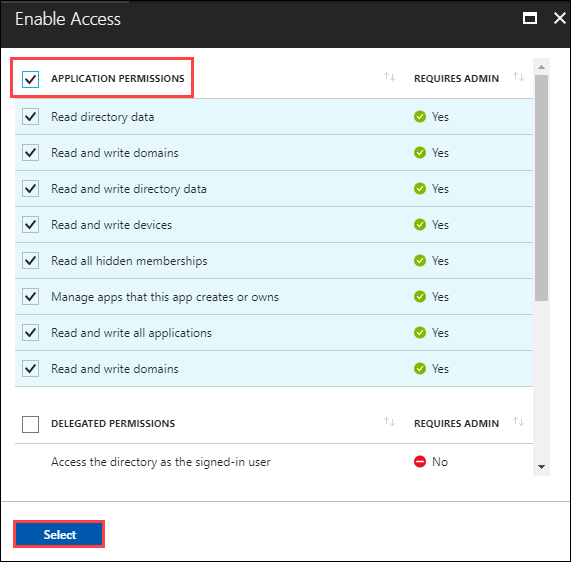 Enable Access
APPLICATION PERMISSIONS REQUIRES ADMIN
Read directory data Yes
Read and write domains Yes
Read and write directory data Yes
Read and write devices Yes
Read all hidden memberships Yes
Manage apps that this app creates or owns Yes
Read and write all applications Yes
Read and write domains Yes
DELEGATED PERMISSIONS REQUIRES ADMIN
Access the directory as the signed-in user No
Select